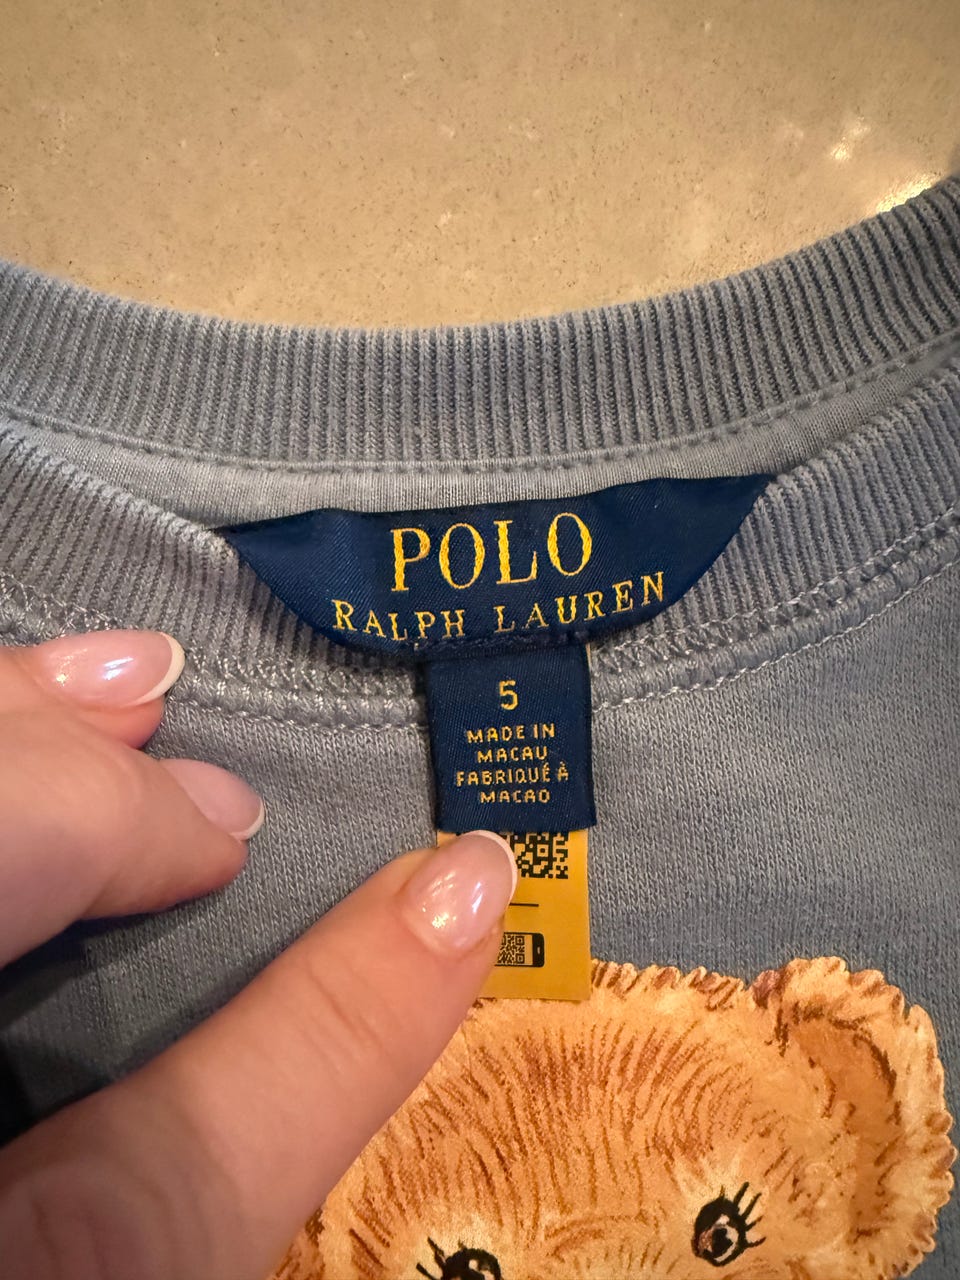 POLO
RALPH LAUREN
5
MADE IN
MACAU
FABRIQUÉ À
MACAO